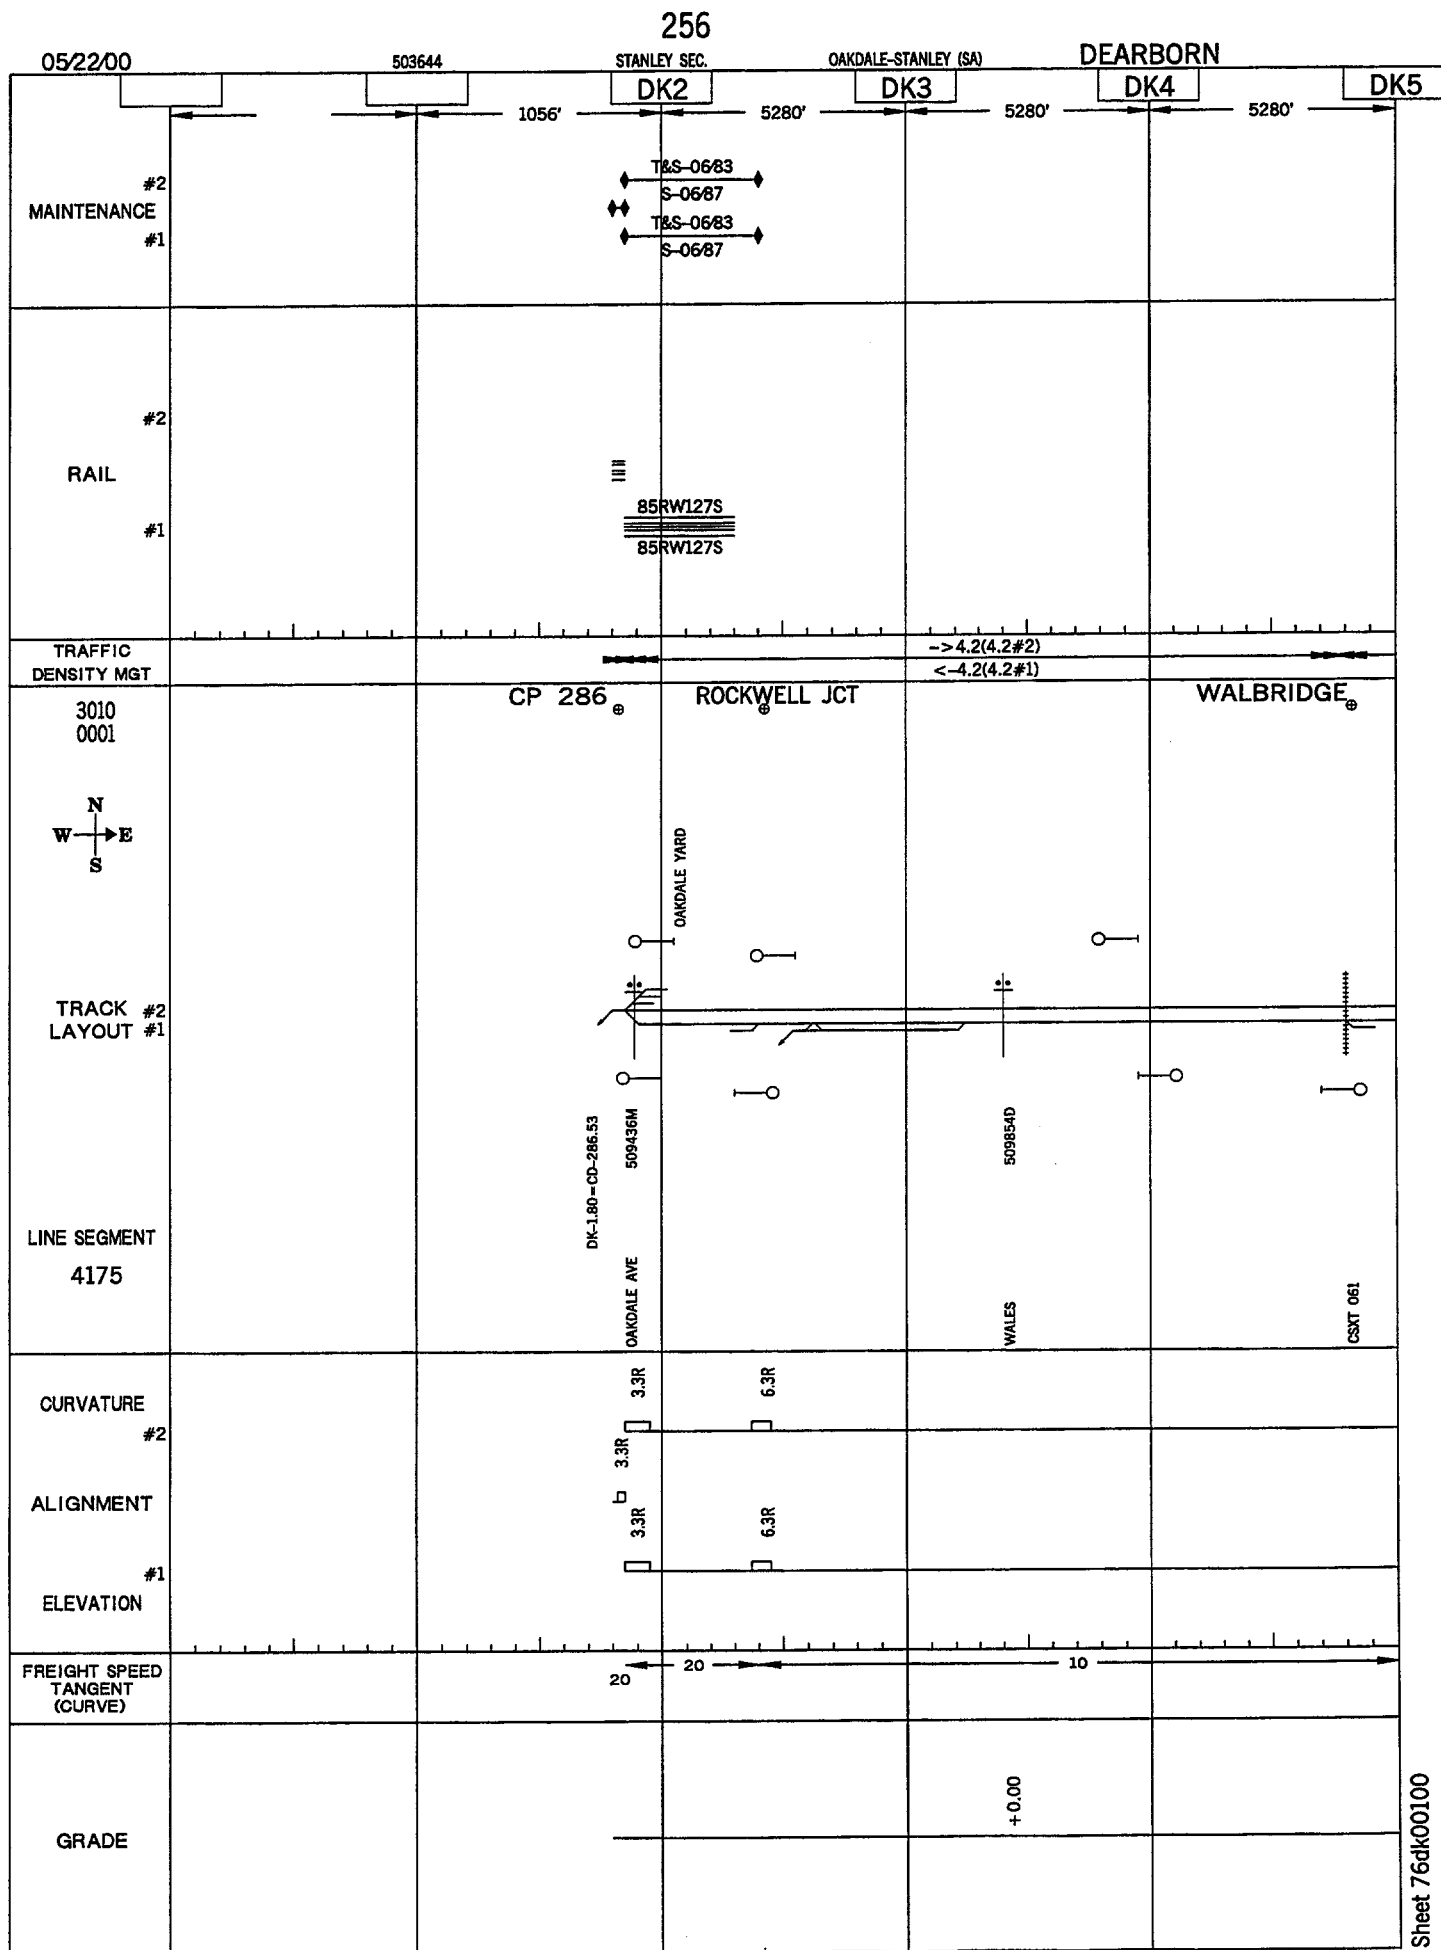 256
05/22/00
503644
STANLEY SEC.
OAKDALE-STANLEY (SA)
DEARBORN
DK2
DK3
DK4
DK5
1056'
5280'
5280'
5280'
#2
MAINTENANCE
#1
T&S-06/83
S-06/87
T&S-06/83
S-06/87
#2
RAIL
#1
85RW127S
85RW127S
TRAFFIC
DENSITY MGT
->4.2(4.2#2)
<-4.2(4.2#1)
3010
0001
CP 286
ROCKWELL JCT
WALBRIDGE
N
W E
S
OAKDALE YARD
TRACK #2
LAYOUT #1
DK-1.80=CD-286.53
509436M
509854D
LINE SEGMENT
4175
OAKDALE AVE
WALES
CSXT 061
CURVATURE
#2
3.3R
6.3R
3.3R
ALIGNMENT
3.3R
6.3R
#1
ELEVATION
FREIGHT SPEED
TANGENT
(CURVE)
20
20
10
GRADE
+0.00
Sheet 76dk00100